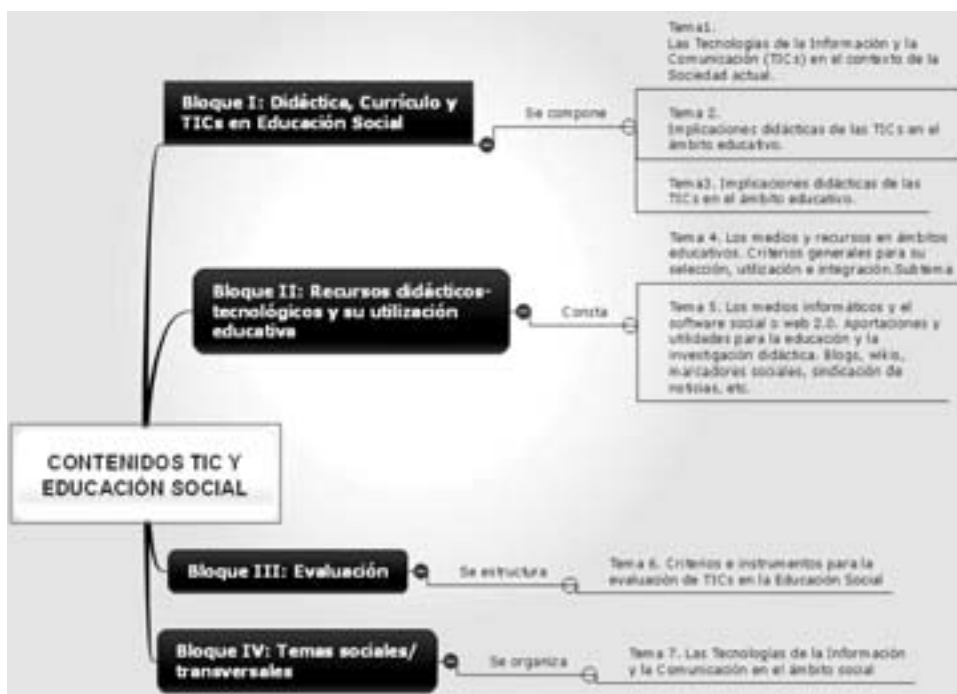 Tema1.
Las Tecnologías de la Información y la
Comunicación (TICs) en el contexto de la
Sociedad actual.
Bloque I: Didáctica, Currículo y
TICs en Educación Social
Se compone
Tema 2.
Implicaciones didácticas de las TICs en el
ámbito educativo.
Tema3. Implicaciones didácticas de las
TICs en el ámbito educativo.
Tema 4. Los medios y recursos en ámbitos
educativos. Criterios generales para su
selección, utilización e integración.Subtema
Bloque II: Recursos didácticos-
tecnológicos y su utilización
educativa
Consta
Tema 5. Los medios informáticos y el
software social o web 2.0. Aportaciones y
utilidades para la educación y la
investigación didáctica. Blogs, wikis,
marcadores sociales, sindicación de
noticias, etc.
CONTENIDOS TIC Y
EDUCACIÓN SOCIAL
Bloque III: Evaluación
Se estructura
Tema 6. Criterios e instrumentos para la
evaluación de TICs en la Educación Social
Bloque IV: Temas sociales/
transversales
Se organiza
Tema 7. Las Tecnologías de la Información
y la Comunicación en el ámbito social